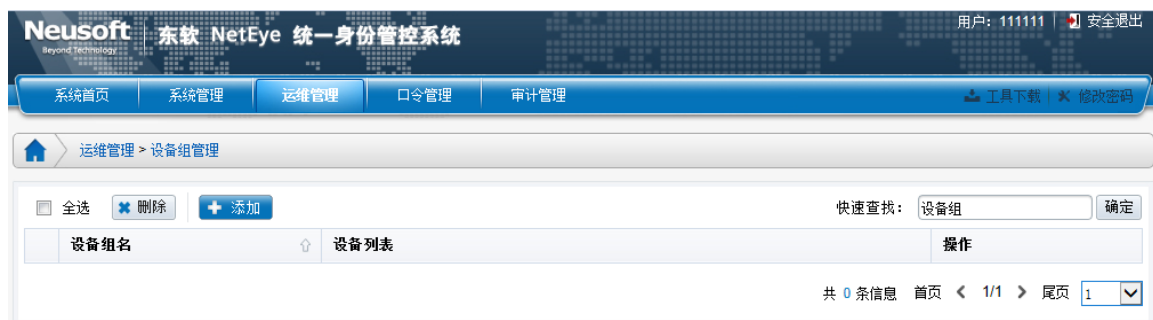 Neusoft 东软 NetEye 统一身份管控系统
Beyond Technology
用户: 111111 安全退出
系统首页 系统管理 运维管理 口令管理 审计管理 工具下载 修改密码
运维管理 > 设备组管理
全选 删除 添加 快速查找: 设备组 确定
设备组名 设备列表 操作
共 0 条信息 首页 1/1 尾页 1